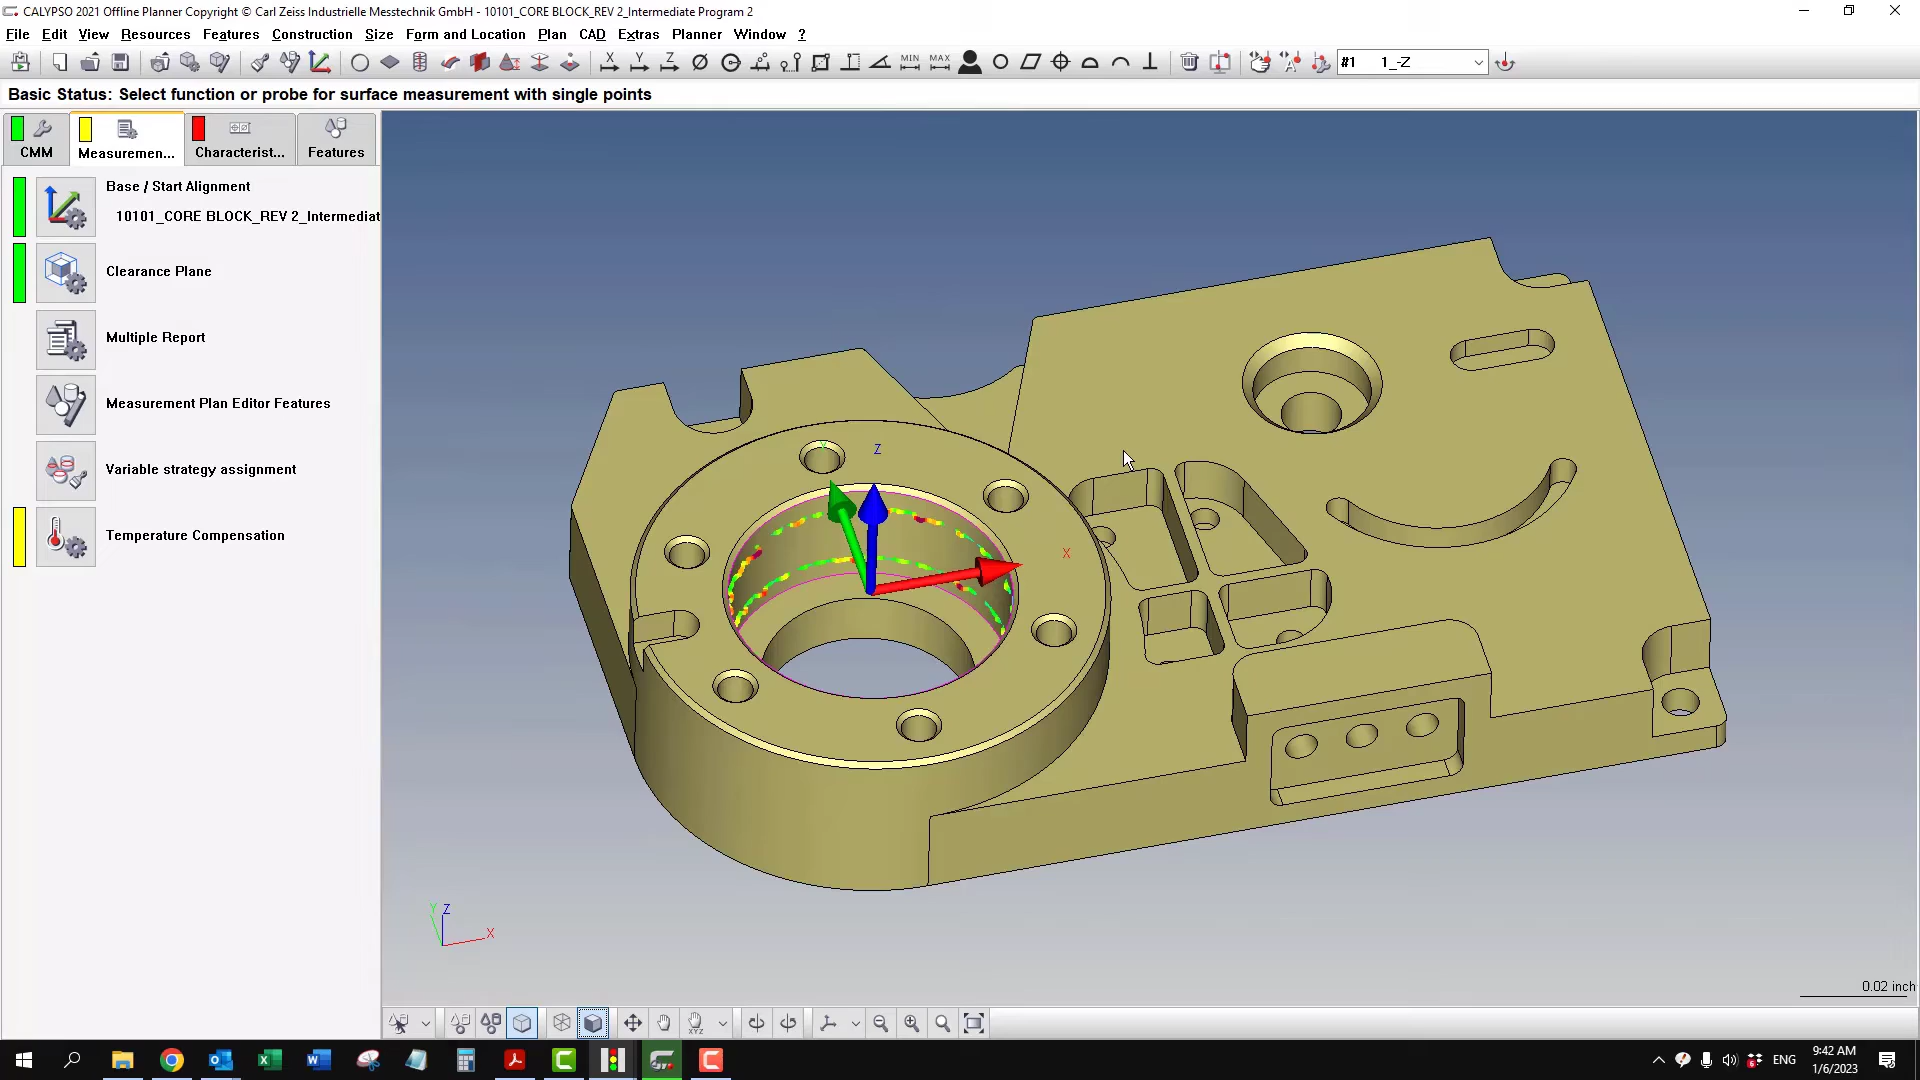 CALYPSO 2021 Offline Planner Copyright © Carl Zeiss Industrielle Messtechnik GmbH - 10101_CORE BLOCK_REV 2_Intermediate Program 2
File Edit View Resources Features Construction Size Form and Location Plan CAD Extras Planner Window ?
X Y Z MIN MAX #1 1_-Z
Basic Status: Select function or probe for surface measurement with single points
CMM Measuremen... Characterist... Features
Base / Start Alignment
10101_CORE BLOCK_REV 2_Intermediat
Clearance Plane
Multiple Report
Measurement Plan Editor Features
Variable strategy assignment
Temperature Compensation
Y Z
X
Y Z
X
0.02 inch
XYZ
ENG
9:42 AM
1/6/2023